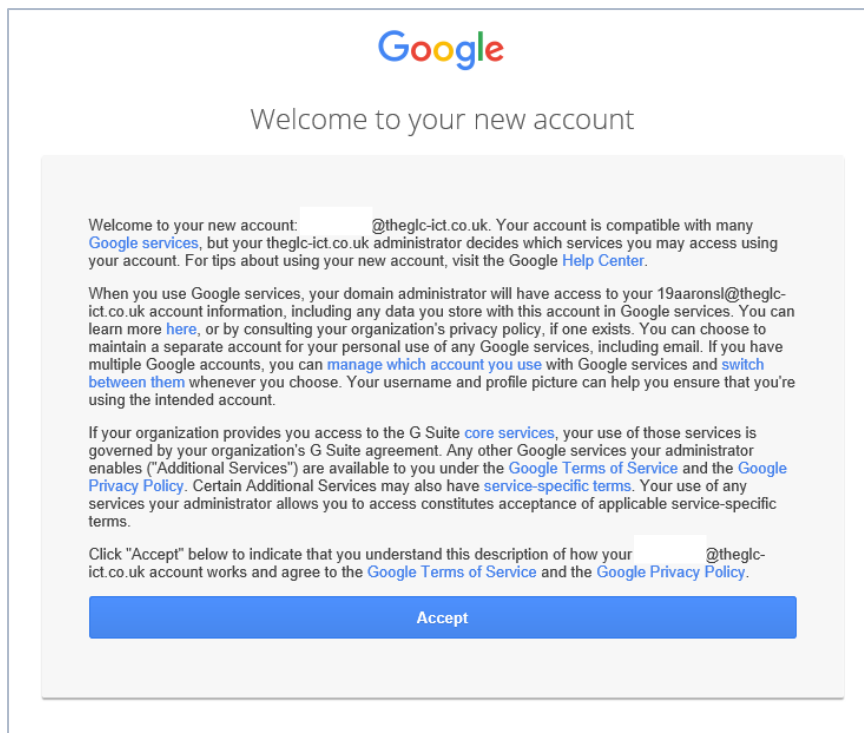 Google
Welcome to your new account
Welcome to your new account: @theglc-ict.co.uk. Your account is compatible with many
Google services, but your theglc-ict.co.uk administrator decides which services you may access using
your account. For tips about using your new account, visit the Google Help Center.
When you use Google services, your domain administrator will have access to your 19aaronsl@theglc-
ict.co.uk account information, including any data you store with this account in Google services. You can
learn more here, or by consulting your organization's privacy policy, if one exists. You can choose to
maintain a separate account for your personal use of any Google services, including email. If you have
multiple Google accounts, you can manage which account you use with Google services and switch
between them whenever you choose. Your username and profile picture can help you ensure that you're
using the intended account.
If your organization provides you access to the G Suite core services, your use of those services is
governed by your organization's G Suite agreement. Any other Google services your administrator
enables ("Additional Services") are available to you under the Google Terms of Service and the Google
Privacy Policy. Certain Additional Services may also have service-specific terms. Your use of any
services your administrator allows you to access constitutes acceptance of applicable service-specific
terms.
Click "Accept" below to indicate that you understand this description of how your @theglc-
ict.co.uk account works and agree to the Google Terms of Service and the Google Privacy Policy.
Accept